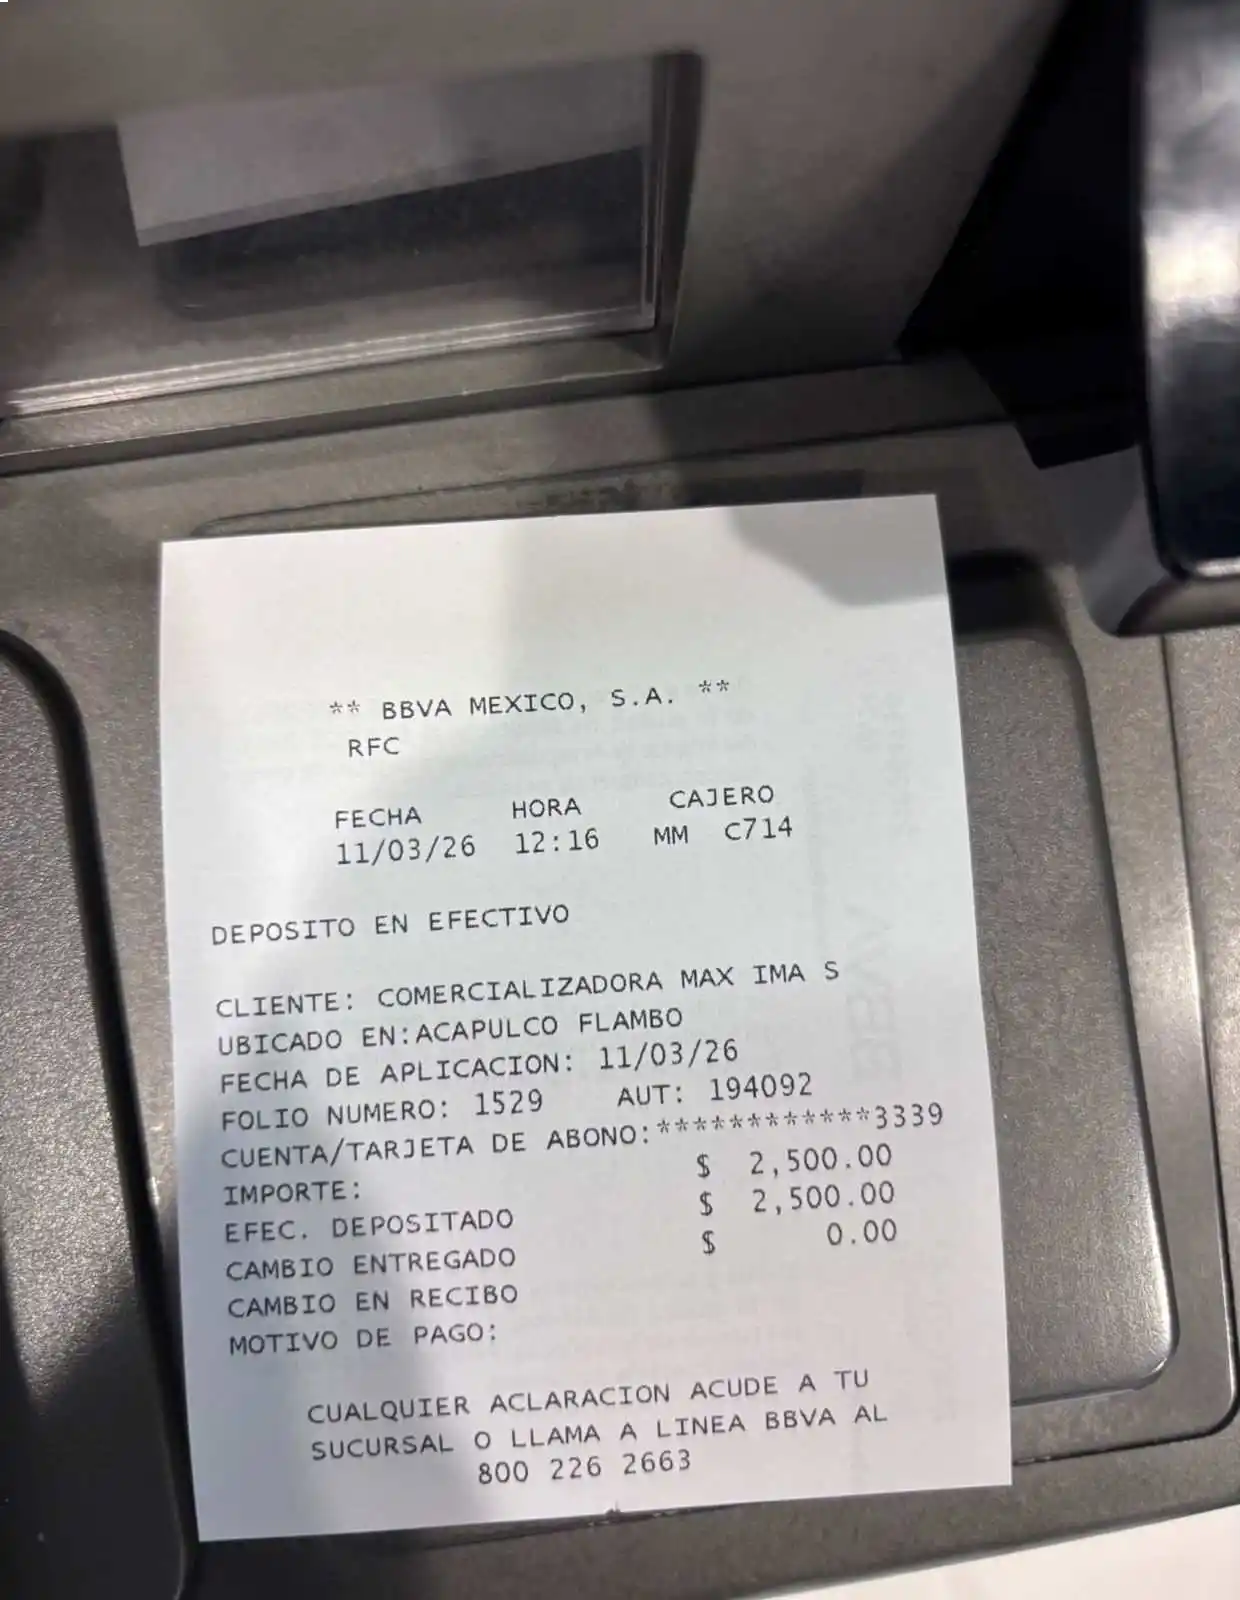 ** BBVA MEXICO, S.A. **
RFC
FECHA HORA CAJERO
11/03/26 12:16 MM C714
DEPOSITO EN EFECTIVO
CLIENTE: COMERCIALIZADORA MAX IMA S
UBICADO EN:ACAPULCO FLAMBO
FECHA DE APLICACION: 11/03/26
FOLIO NUMERO: 1529 AUT: 194092
CUENTA/TARJETA DE ABONO:************3339
IMPORTE: $ 2,500.00
EFEC. DEPOSITADO $ 2,500.00
CAMBIO ENTREGADO $ 0.00
CAMBIO EN RECIBO
MOTIVO DE PAGO:
CUALQUIER ACLARACION ACUDE A TU
SUCURSAL O LLAMA A LINEA BBVA AL
800 226 2663